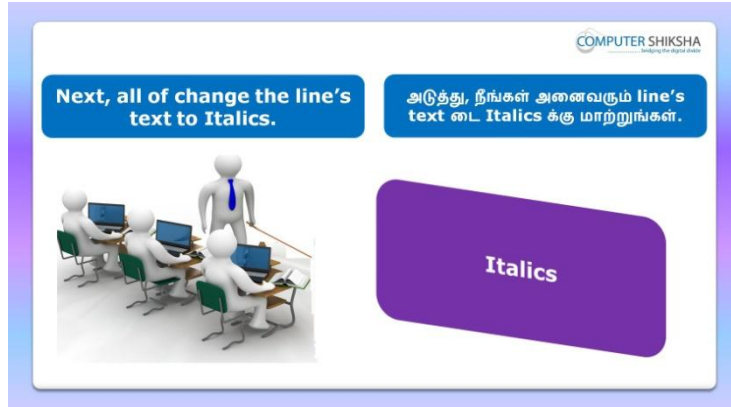 COMPUTER SHIKSHA
.......... bridging the digital divide
Next, all of change the line's
text to Italics.
அடுத்து, நீங்கள் அனைவரும் line's
text டை Italics க்கு மாற்றுங்கள்.
Italics